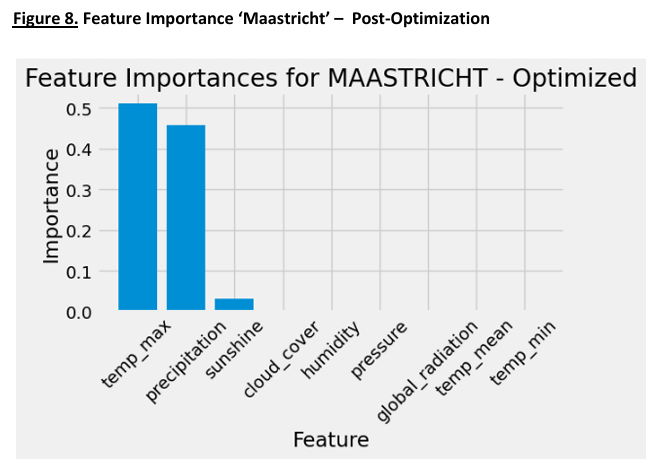 Figure 8. Feature Importance ‘Maastricht’ – Post-Optimization
Feature Importances for MAASTRICHT - Optimized
Importance
0.5
0.4
0.3
0.2
0.1
0.0
temp_max
precipitation
sunshine
cloud_cover
humidity
pressure
global_radiation
temp_mean
temp_min
Feature